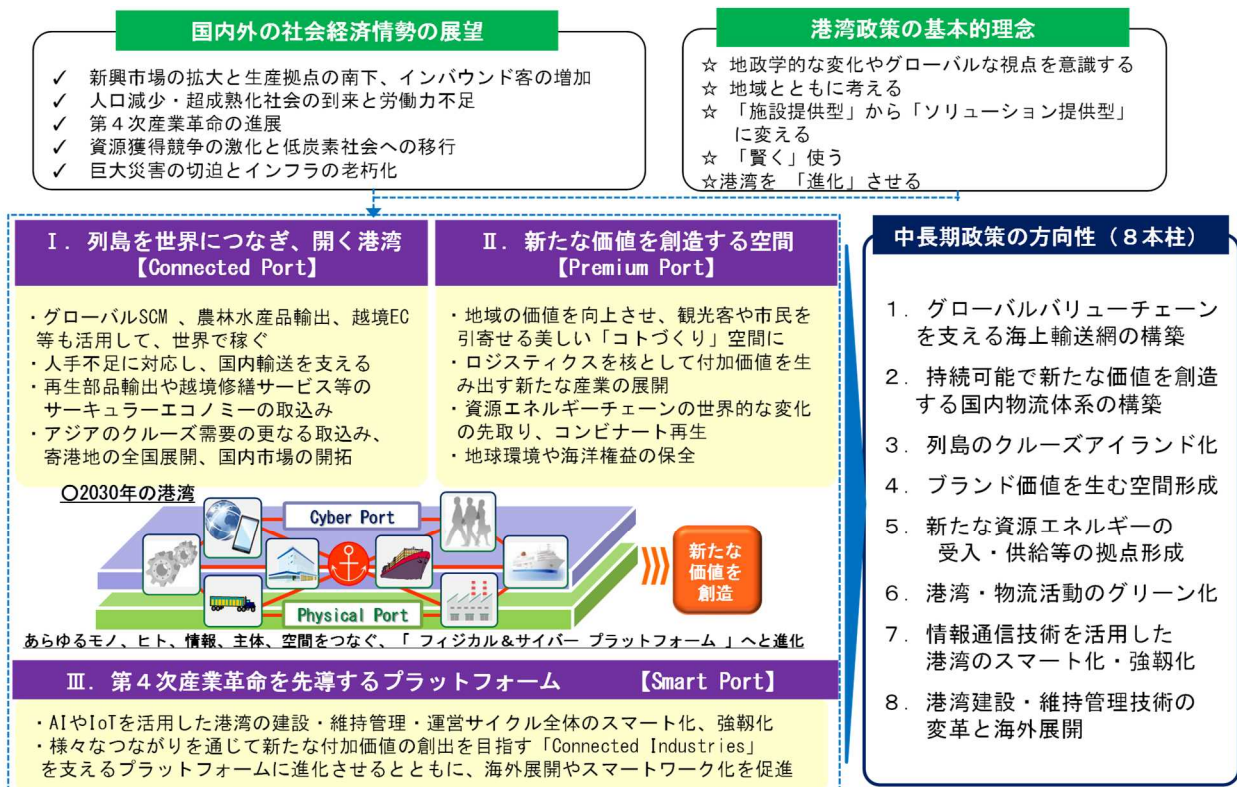 国内外の社会経済情勢の展望
✓ 新興市場の拡大と生産拠点の南下、インバウンド客の増加
✓ 人口減少・超成熟化社会の到来と労働力不足
✓ 第４次産業革命の進展
✓ 資源獲得競争の激化と低炭素社会への移行
✓ 巨大災害の切迫とインフラの老朽化
港湾政策の基本的理念
☆ 地政学的な変化やグローバルな視点を意識する
☆ 地域とともに考える
☆ 「施設提供型」から「ソリューション提供型」
に変える
☆ 「賢く」使う
☆港湾を 「進化」させる
Ⅰ．列島を世界につなぎ、開く港湾
【Connected Port】
・グローバルSCM 、農林水産品輸出、越境EC
等も活用して、世界で稼ぐ
・人手不足に対応し、国内輸送を支える
・再生部品輸出や越境修繕サービス等の
サーキュラーエコノミーの取込み
・アジアのクルーズ需要の更なる取込み、
寄港地の全国展開、国内市場の開拓
Ⅱ．新たな価値を創造する空間
【Premium Port】
・地域の価値を向上させ、観光客や市民を
引寄せる美しい「コトづくり」空間に
・ロジスティクスを核として付加価値を生
み出す新たな産業の展開
・資源エネルギーチェーンの世界的な変化
の先取り、コンビナート再生
・地球環境や海洋権益の保全
〇2030年の港湾
Cyber Port
Physical Port
新たな
価値を
創造
あらゆるモノ、ヒト、情報、主体、空間をつなぐ、「 フィジカル＆サイバー プラットフォーム 」へと進化
Ⅲ．第４次産業革命を先導するプラットフォーム 【Smart Port】
・AIやIoTを活用した港湾の建設・維持管理・運営サイクル全体のスマート化、強靱化
・様々なつながりを通じて新たな付加価値の創出を目指す「Connected Industries」
を支えるプラットフォームに進化させるとともに、海外展開やスマートワーク化を促進
中長期政策の方向性（８本柱）
1. グローバルバリューチェーン
を支える海上輸送網の構築
2. 持続可能で新たな価値を創造
する国内物流体系の構築
3. 列島のクルーズアイランド化
4. ブランド価値を生む空間形成
5. 新たな資源エネルギーの
受入・供給等の拠点形成
6. 港湾・物流活動のグリーン化
7. 情報通信技術を活用した
港湾のスマート化・強靱化
8. 港湾建設・維持管理技術の
変革と海外展開